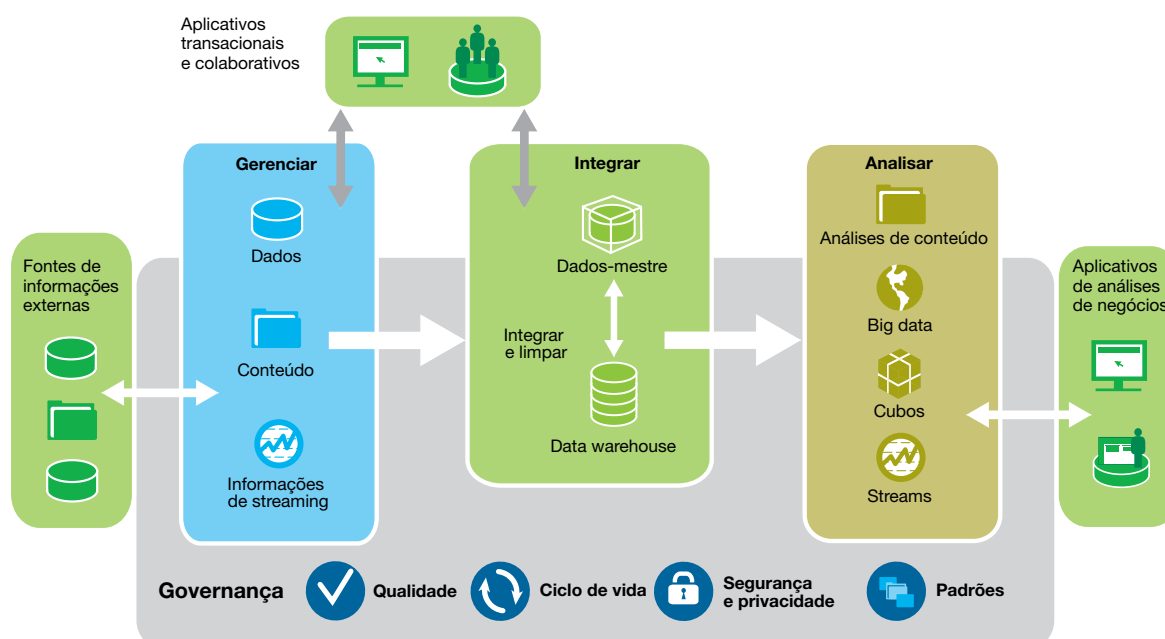 Aplicativos
transacionais
e colaborativos
Gerenciar
Dados
Conteúdo
Informações
de streaming
Integrar
Dados-mestre
Integrar
e limpar
Data warehouse
Analisar
Análises de conteúdo
Big data
Cubos
Streams
Fontes de
informações
externas
Aplicativos
de análises
de negócios
Governança
Qualidade
Ciclo de vida
Segurança
e privacidade
Padrões